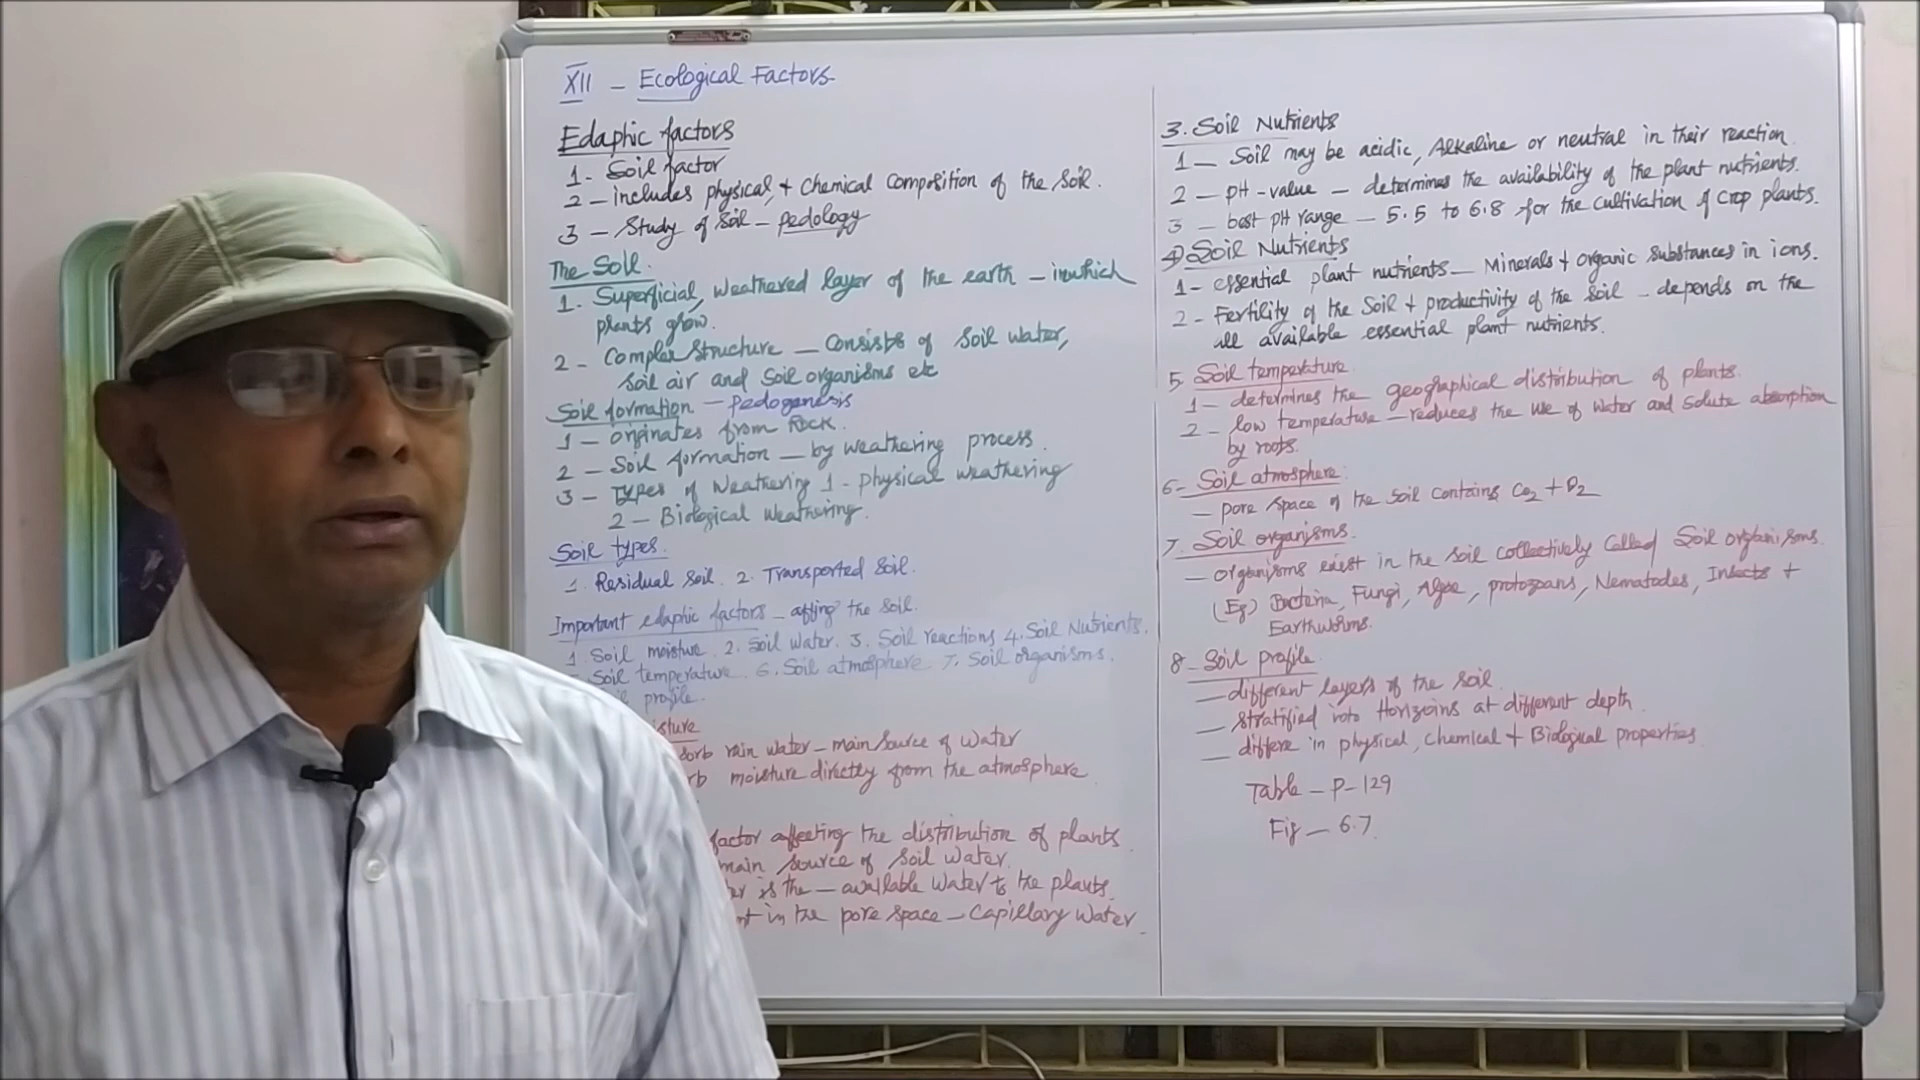 XII - Ecological Factors
Edaphic factors
1- Soil factor
2 - includes physical, + chemical composition of the soil.
3 - Study of Soil - pedology
The Soil.
1- Superficial, weathered layer of the earth - in which
plants grow.
2 - Complex structure - consists of soil water,
soil air and soil organisms etc
Soil formation - pedogenesis
1 - originates from Rock.
2 - Soil formation - by weathering process.
3 - Types of weathering 1 - physical weathering
2 - Biological weathering.
Soil types.
1. Residual soil. 2. Transported soil.
Important edaphic factors - affing the soil.
1 Soil moisture. 2. Soil water. 3. Soil reactions 4. Soil Nutrients.
Soil temperature. 6. Soil atmosphere 7. Soil organisms.
profile.
sture
sorb rain water - main source of water
rb moisture directly from the atmosphere
factor affecting the distribution of plants
main source of soil water.
er is the - available water to the plants.
nt in the pore space - capillary water
3. Soil Nutrients
1 - Soil may be acidic, Alkaline or neutral in their reaction
2 - pH - value - determines the availability of the plant nutrients.
3 - best pH range - 5.5 to 6.8 for the cultivation of crop plants.
4) Soil Nutrients
1- essential plant nutrients - Minerals + organic substances in ions.
2 - Fertility of the soil + productivity of the soil - depends on the
all available essential plant nutrients.
5. Soil temperature
1 - determines the geographical distribution of plants
2 - low temperature - reduces the use of water and solute absorption
by roots.
6 - Soil atmosphere
- pore space of the soil contains CO2 + O2
7. Soil organisms.
- organisms exist in the soil collectively called Soil organisms
(Eg) Bacteria, Fungi, Algae, protozoans, Nematodes, Insects +
Earthworms.
8 - Soil profile
- different layers of the soil
- stratified into Horizoins at different depth
- differe in physical, chemical + Biological properties
Table - P-129
Fig - 6.7